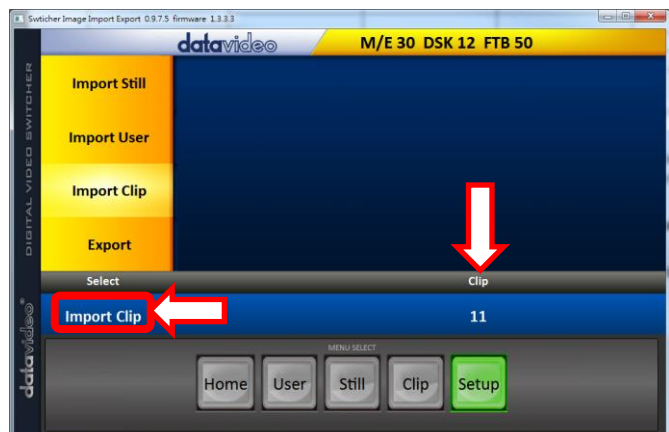 Swticher Image Import Export 0.9.7.5 firmware 1.3.3.3
datavideo
M/E 30 DSK 12 FTB 50
DIGITAL VIDEO SWITCHER
Import Still
Import User
Import Clip
Export
Select
Clip
Import Clip
11
datavideo®
MENU SELECT
Home
User
Still
Clip
Setup